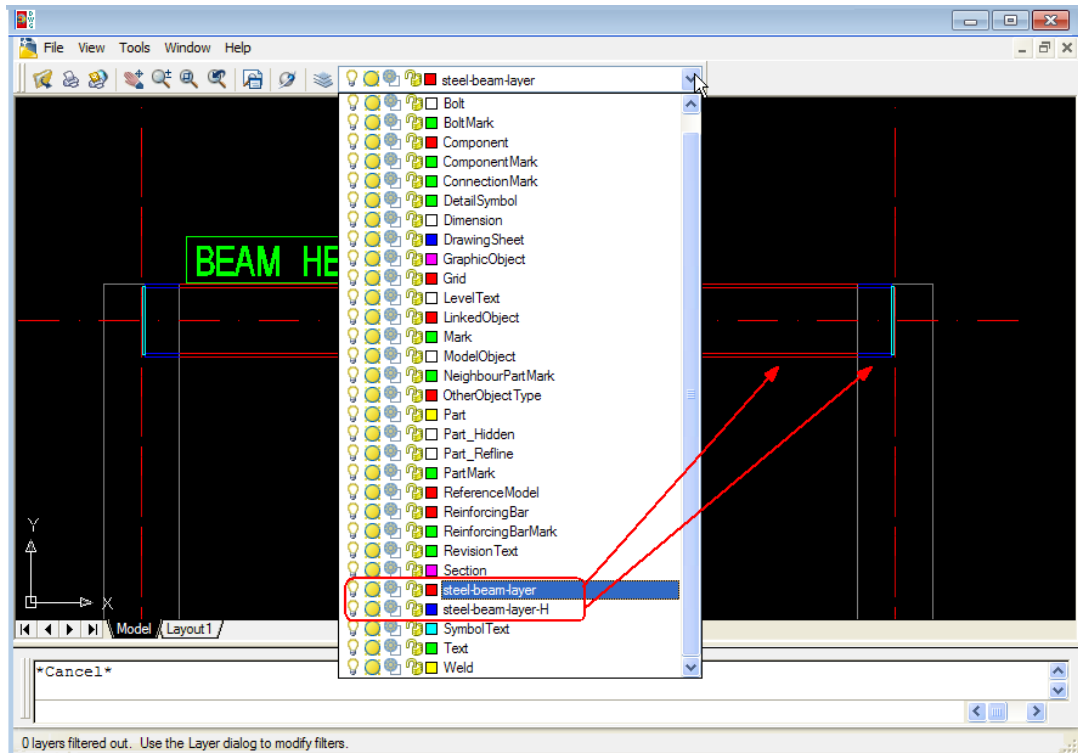 DWG
File View Tools Window Help
steel-beam-layer
Bolt
BoltMark
Component
ComponentMark
ConnectionMark
DetailSymbol
Dimension
DrawingSheet
GraphicObject
Grid
LevelText
LinkedObject
Mark
ModelObject
NeighbourPartMark
OtherObjectType
Part
Part_Hidden
Part_Refline
PartMark
ReferenceModel
ReinforcingBar
ReinforcingBarMark
RevisionText
Section
steel-beam-layer
steel-beam-layer-H
SymbolText
Text
Weld
BEAM HE
Y
X
Model Layout1
*Cancel*
0 layers filtered out. Use the Layer dialog to modify filters.